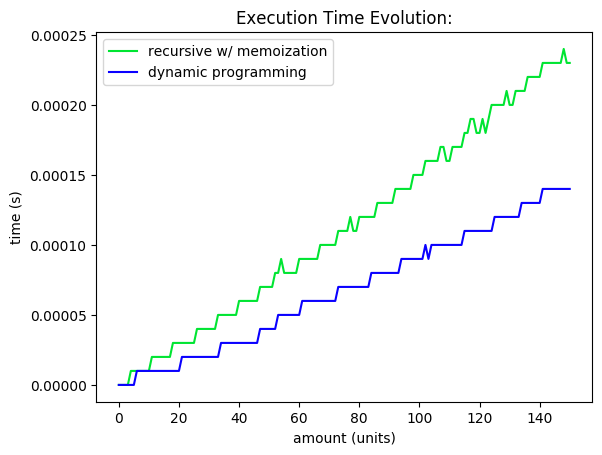 Execution Time Evolution:
recursive w/ memoization
dynamic programming
time (s)
0.00025
0.00020
0.00015
0.00010
0.00005
0.00000
0 20 40 60 80 100 120 140
amount (units)